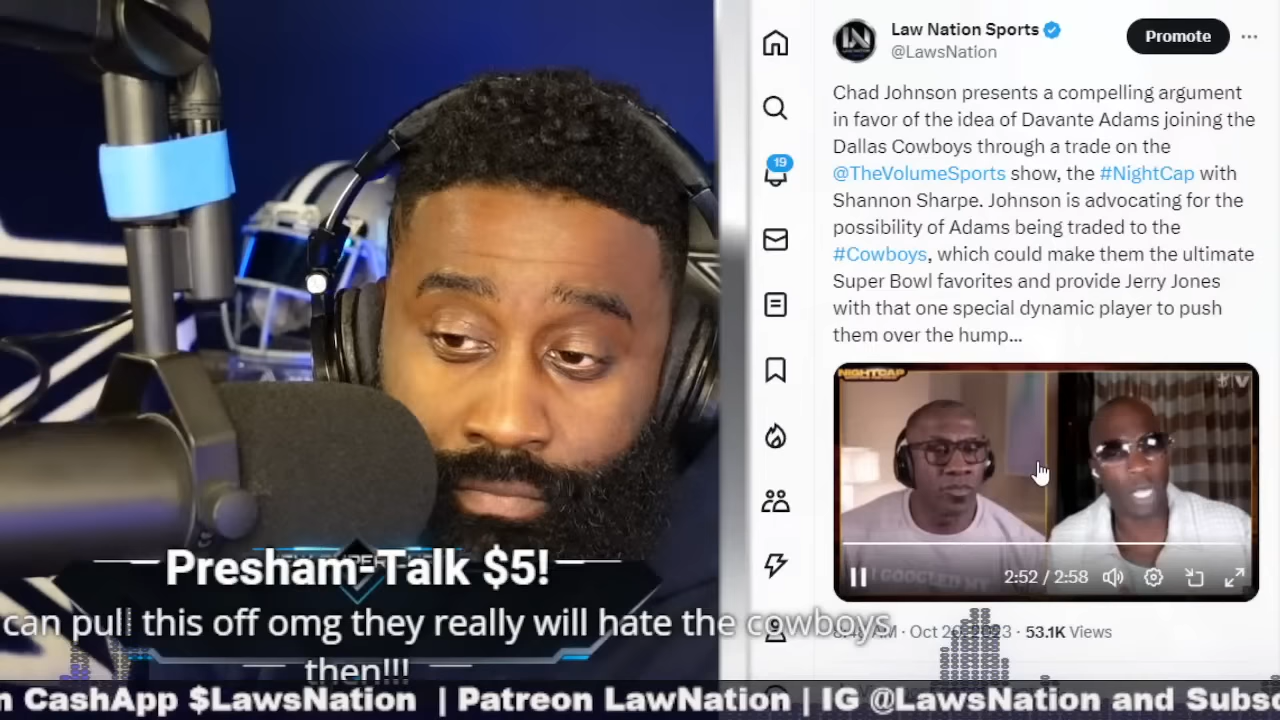 Law Nation Sports
@LawsNation
Promote
Chad Johnson presents a compelling argument
in favor of the idea of Davante Adams joining the
Dallas Cowboys through a trade on the
@TheVolumeSports show, the #NightCap with
Shannon Sharpe. Johnson is advocating for the
possibility of Adams being traded to the
#Cowboys, which could make them the ultimate
Super Bowl favorites and provide Jerry Jones
with that one special dynamic player to push
them over the hump...
19
NIGHTCAP
I GOOGLED MY
2:52 / 2:58
53.1K Views
Presham-Talk $5!
can pull this off omg they really will hate the cowboys
then!!!
CashApp $LawsNation | Patreon LawNation | IG @LawsNation and Subs